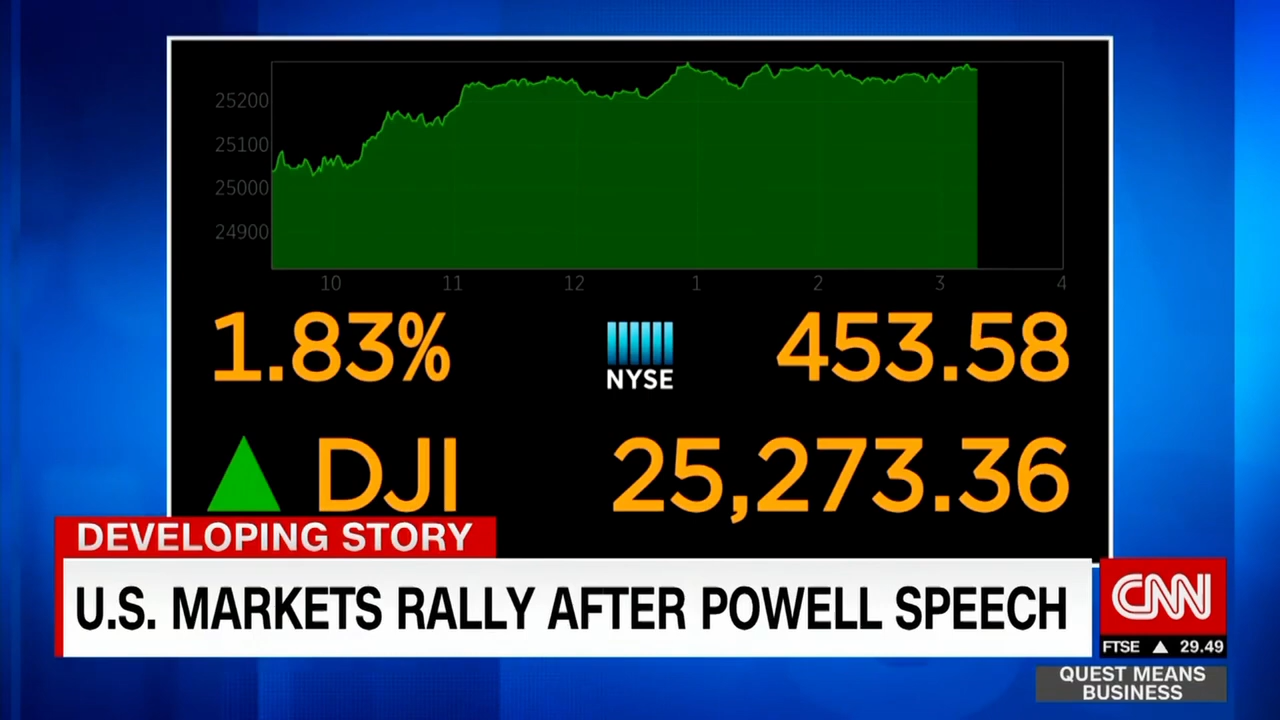 25200
25100
25000
24900
10 11 12 1 2 3 4
1.83% NYSE 453.58
▲ DJI 25,273.36
DEVELOPING STORY
U.S. MARKETS RALLY AFTER POWELL SPEECH
CNN
FTSE ▲ 29.49
QUEST MEANS
BUSINESS